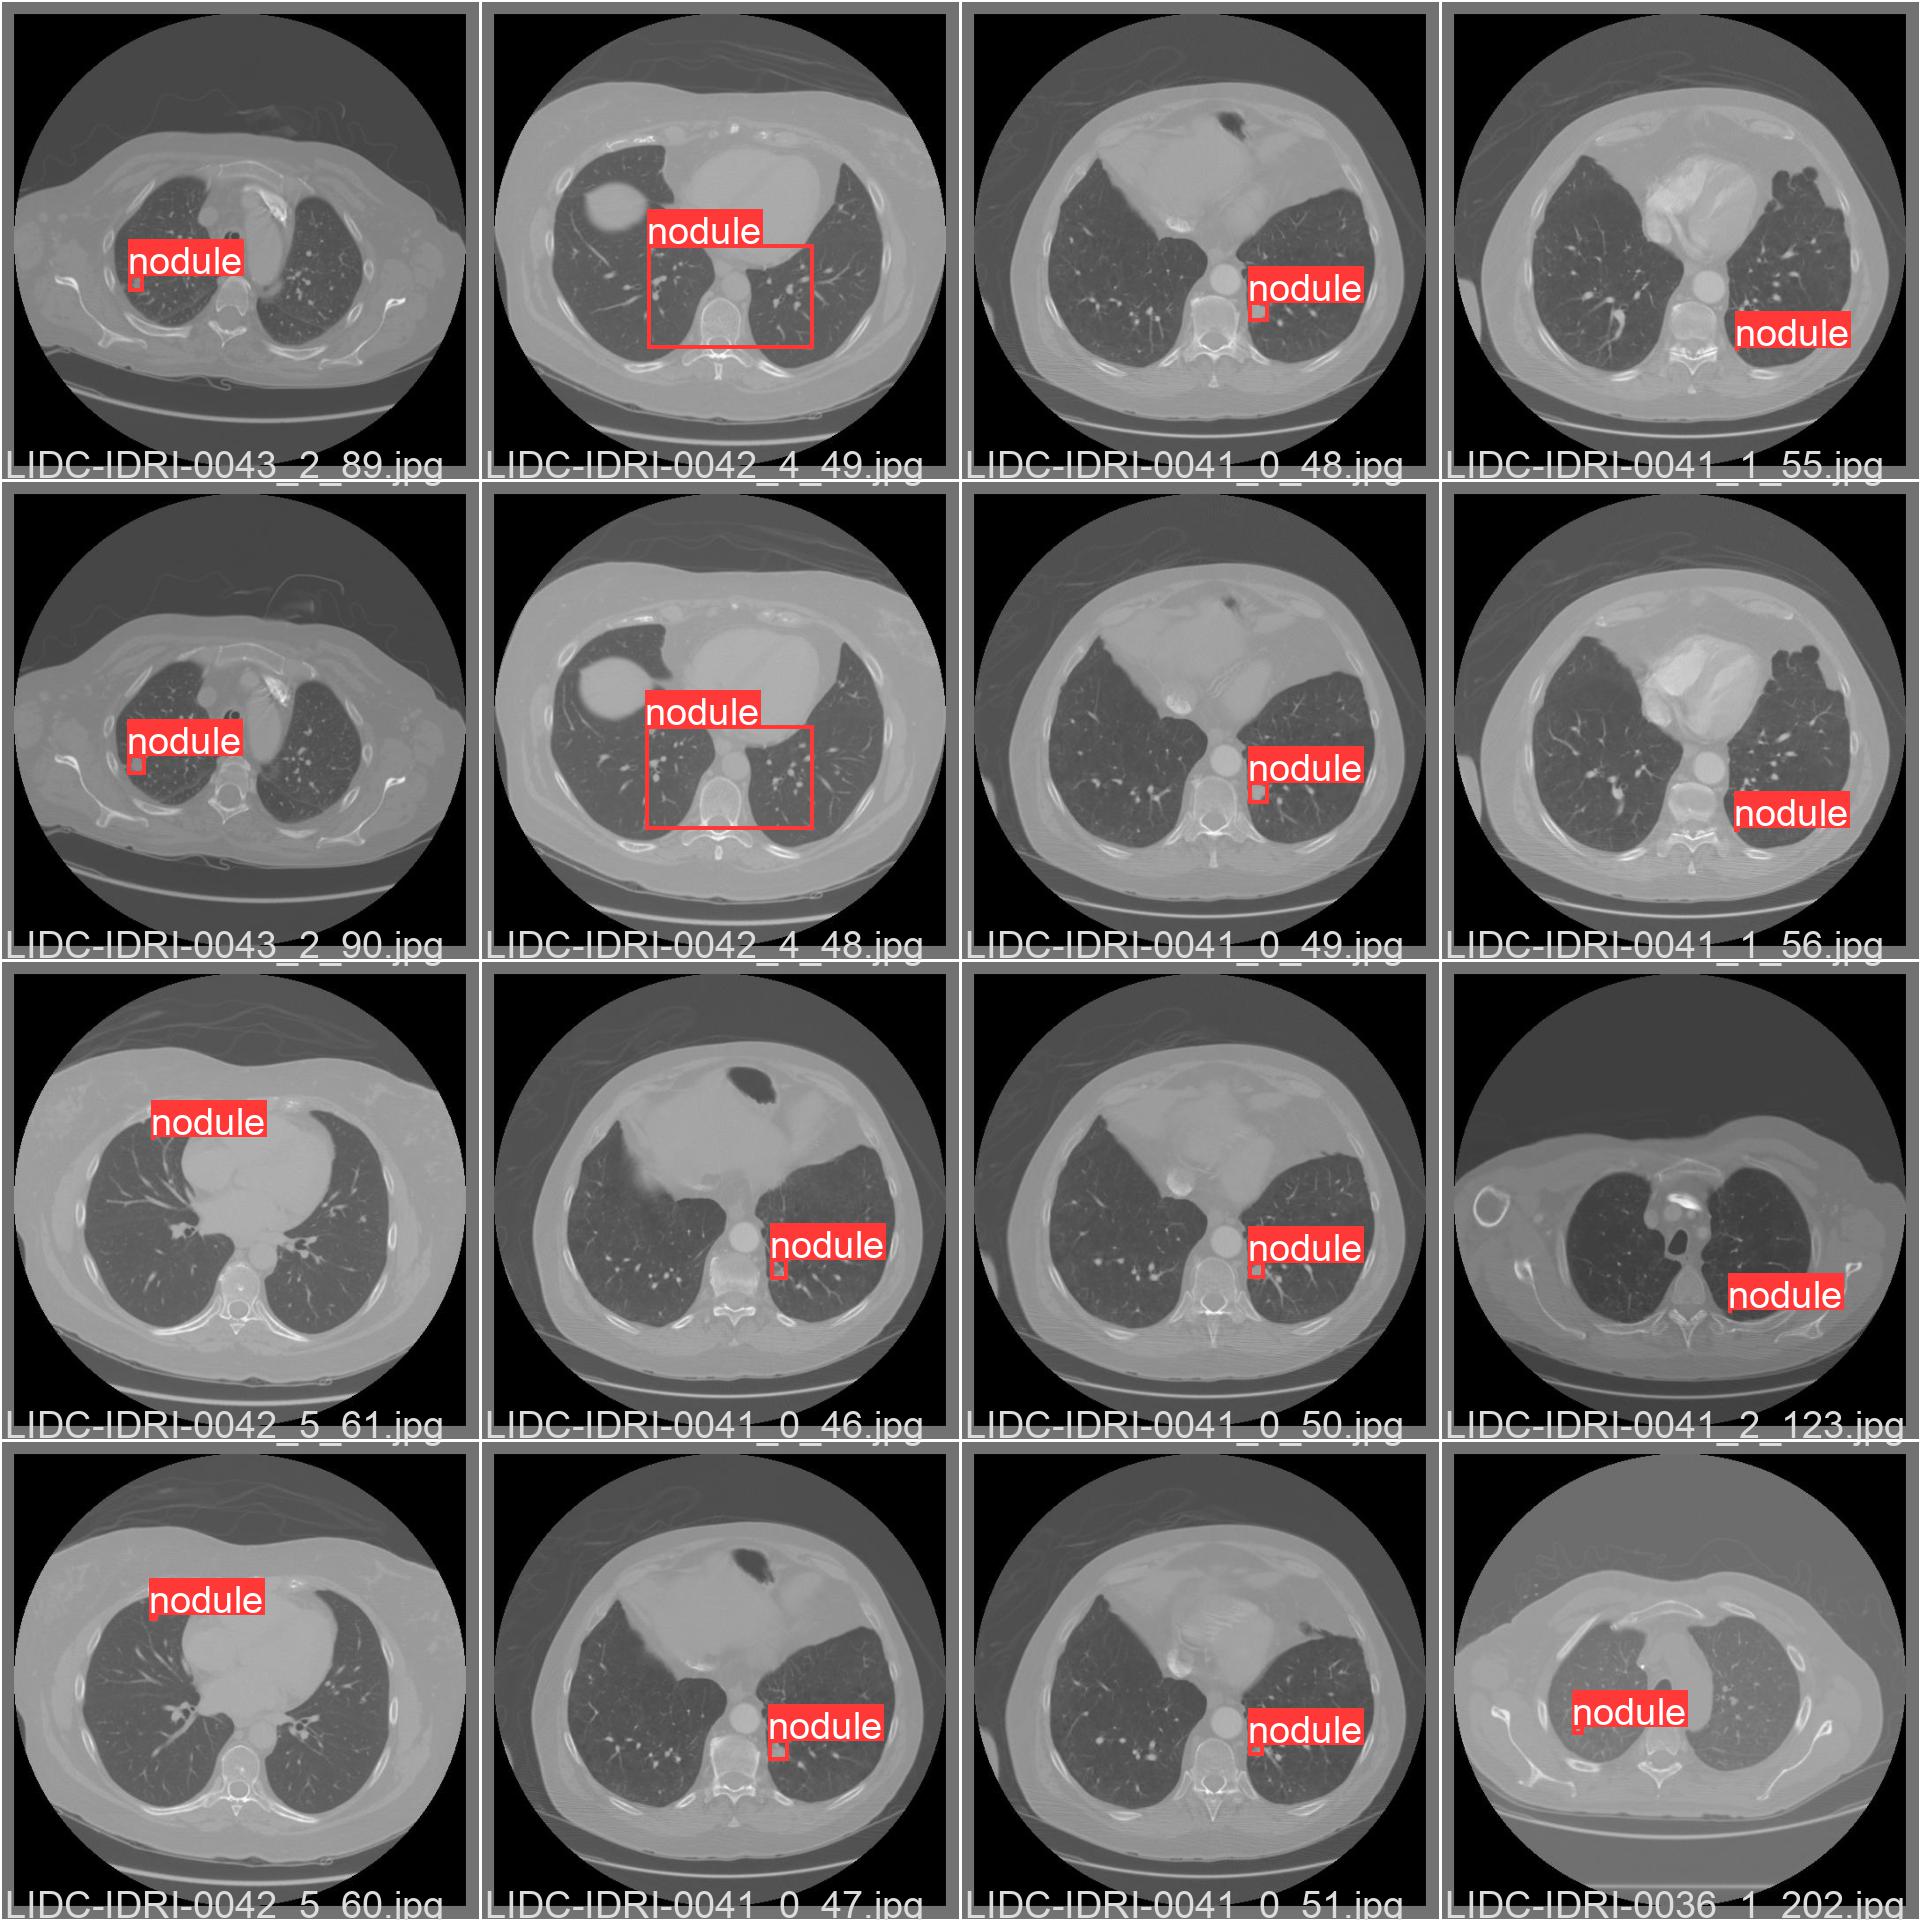 nodule
LIDC-IDRI-0043_2_89.jpg
nodule
LIDC-IDRI-0042_4_49.jpg
nodule
LIDC-IDRI-0041_0_48.jpg
nodule
LIDC-IDRI-0041_1_55.jpg
nodule
LIDC-IDRI-0043_2_90.jpg
nodule
LIDC-IDRI-0042_4_48.jpg
nodule
LIDC-IDRI-0041_0_49.jpg
nodule
LIDC-IDRI-0041_1_56.jpg
nodule
LIDC-IDRI-0042_5_61.jpg
nodule
LIDC-IDRI-0041_0_46.jpg
nodule
LIDC-IDRI-0041_0_50.jpg
nodule
LIDC-IDRI-0041_2_123.jpg
nodule
LIDC-IDRI-0042_5_60.jpg
nodule
LIDC-IDRI-0041_0_47.jpg
nodule
LIDC-IDRI-0041_0_51.jpg
nodule
LIDC-IDRI-0036_1_202.jpg